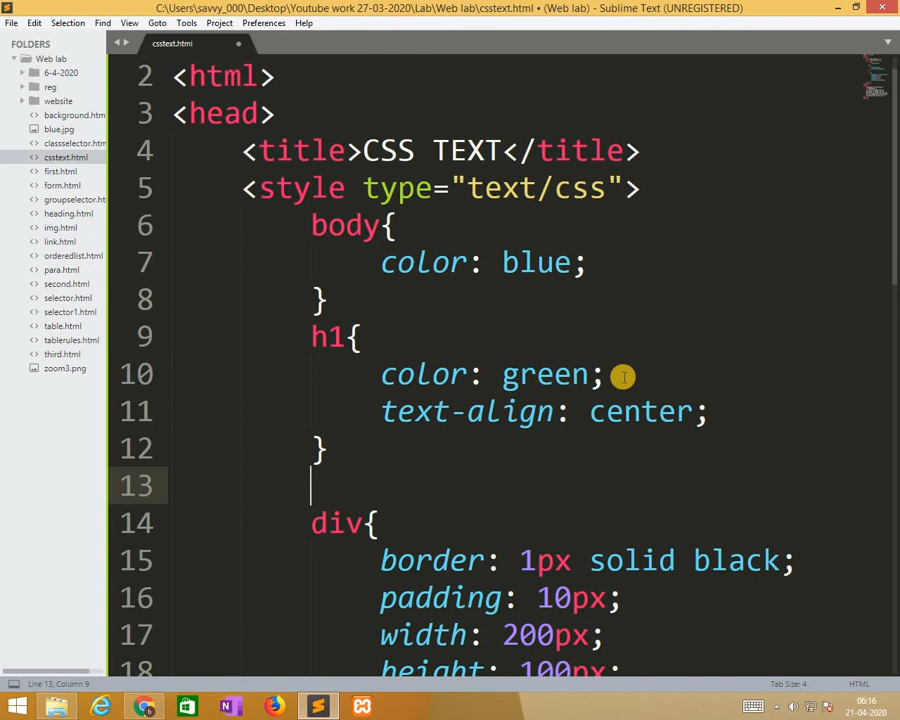 C:\Users\savvy_000\Desktop\Youtube work 27-03-2020\Lab\Web lab\csstext.html • (Web lab) - Sublime Text (UNREGISTERED)
File Edit Selection Find View Goto Tools Project Preferences Help
FOLDERS
Web lab
6-4-2020
reg
website
background.htm
blue.jpg
classselector.htm
csstext.html
first.html
form.html
groupselector.ht
heading.html
img.html
link.html
orderedlist.html
para.html
second.html
selector.html
selector1.html
table.html
tablerules.html
third.html
zoom3.png
csstext.html
2 <html>
3 <head>
4 <title>CSS TEXT</title>
5 <style type="text/css">
6 body{
7 color: blue;
8 }
9 h1{
10 color: green;
11 text-align: center;
12 }
13
14 div{
15 border: 1px solid black;
16 padding: 10px;
17 width: 200px;
18 height: 100px;
Line 13, Column 9
Tab Size: 4
HTML
06:16
21-04-2020